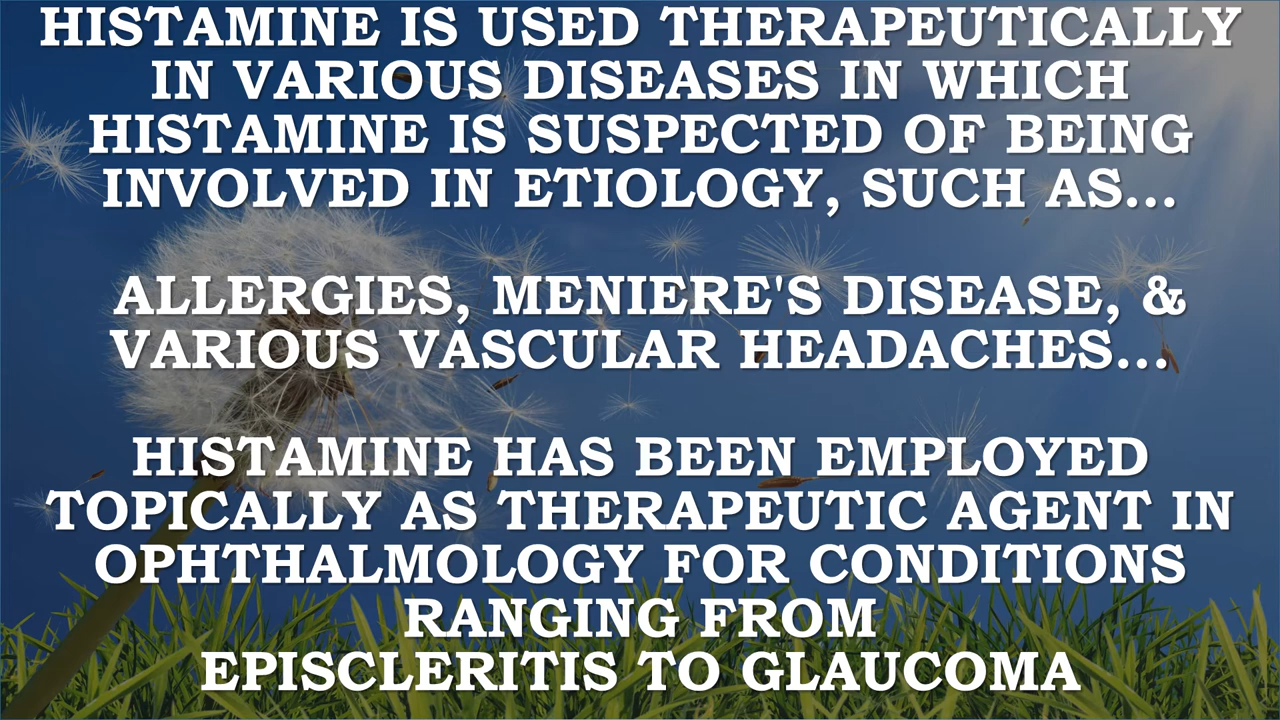 HISTAMINE IS USED THERAPEUTICALLY
IN VARIOUS DISEASES IN WHICH
HISTAMINE IS SUSPECTED OF BEING
INVOLVED IN ETIOLOGY, SUCH AS...
ALLERGIES, MENIERE'S DISEASE, &
VARIOUS VASCULAR HEADACHES...
HISTAMINE HAS BEEN EMPLOYED
TOPICALLY AS THERAPEUTIC AGENT IN
OPHTHALMOLOGY FOR CONDITIONS
RANGING FROM
EPISCLERITIS TO GLAUCOMA